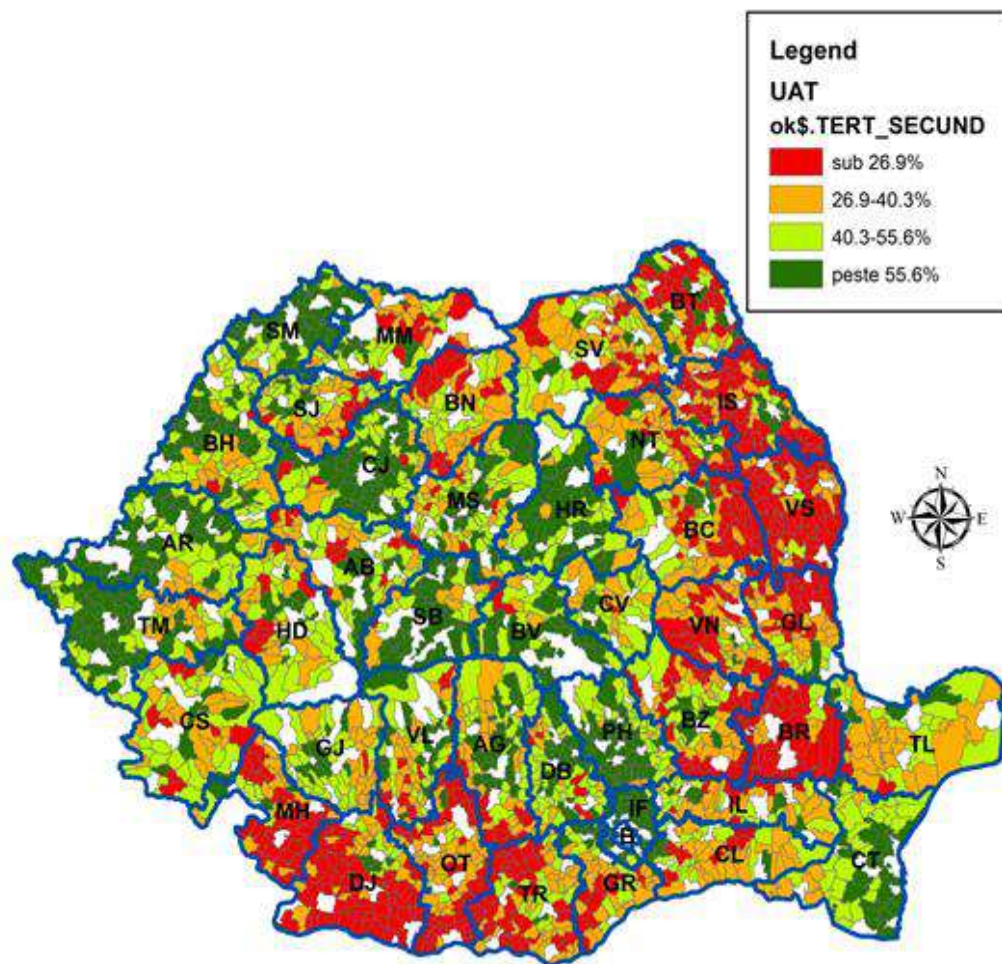 Legend
UAT
ok$.TERT_SECUND
sub 26.9%
26.9-40.3%
40.3-55.6%
peste 55.6%
BT
SM
MM
SV
SJ
BN
IS
BH
CJ
NT
MS
HR
BC
VS
N
W
E
S
AR
AB
TM
HD
SB
BV
CV
VN
GL
CS
GJ
VL
AG
DB
PH
BZ
BR
TL
MH
IF
B
IL
DJ
OT
TR
GR
CL
CT